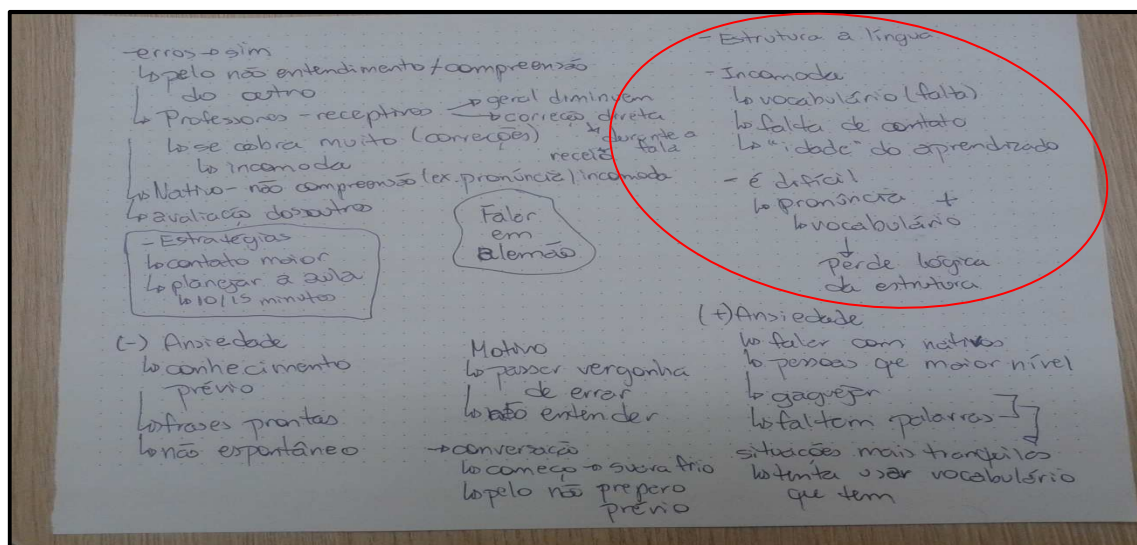 -erros → sim
↳ pelo não entendimento/compreensão
do outro
↳ Professores - receptivos → geral diminuem
→ correção direta
↳ durante a
fala
↳ se cobra muito (correções)
receio
↳ incomoda
↳ Nativo - não compreensão (ex. pronúncia) incomoda
↳ avaliação dos outros
- Estratégias
↳ contato maior
↳ planejar a aula
↳ 10/15 minutos
Falar
em
alemão
- Estrutura a língua
- Incomoda
↳ vocabulário (falta)
↳ falta de contato
↳ "idade" do aprendizado
- é difícil
↳ pronúncia +
↳ vocabulário
↓
perde lógica
da estrutura
(-) Ansiedade
↳ conhecimento
prévio
↳ frases prontas
↳ não espontâneo
Motivo
↳ passar vergonha
de errar
↳ não entender
→ conversação
↳ começo → suava frio
↳ pelo não preparo
prévio
(+) Ansiedade
↳ falar com nativos
↳ pessoas que maior nível
↳ gaguejar
↳ faltam palavras
situações mais tranquilas
↳ tenta usar vocabulário
que tem